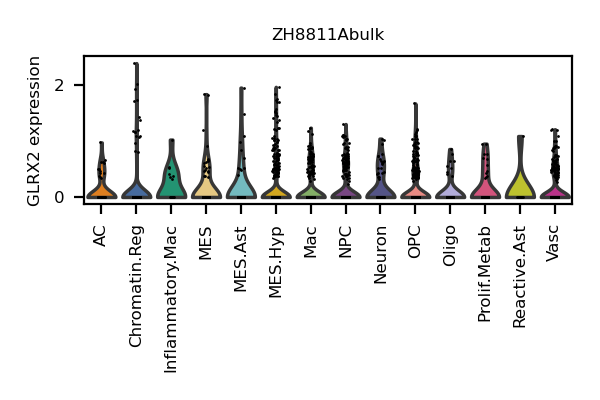 ZH8811Abulk
GLRX2 expression
2
0
AC
Chromatin.Reg
Inflammatory.Mac
MES
MES.Ast
MES.Hyp
Mac
NPC
Neuron
OPC
Oligo
Prolif.Metab
Reactive.Ast
Vasc